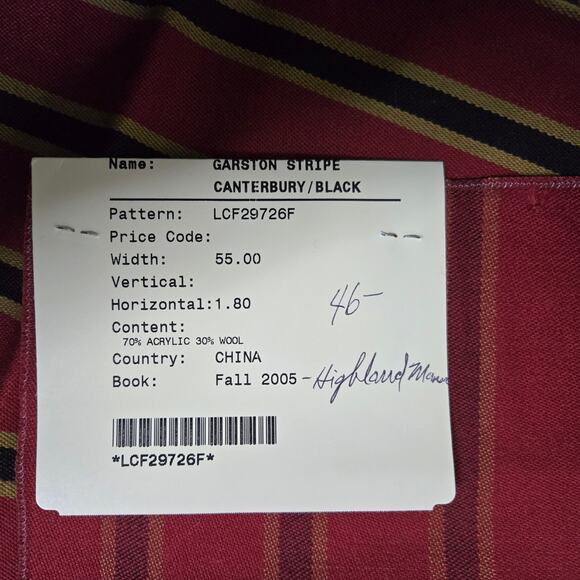 Name: GARSTON STRIPE
CANTERBURY/BLACK
Pattern: LCF29726F
Price Code:
Width: 55.00
Vertical:
Horizontal:1.80
46-
Content:
70% ACRYLIC 30% WOOL
Country: CHINA
Book: Fall 2005 - Highland
*LCF29726F*